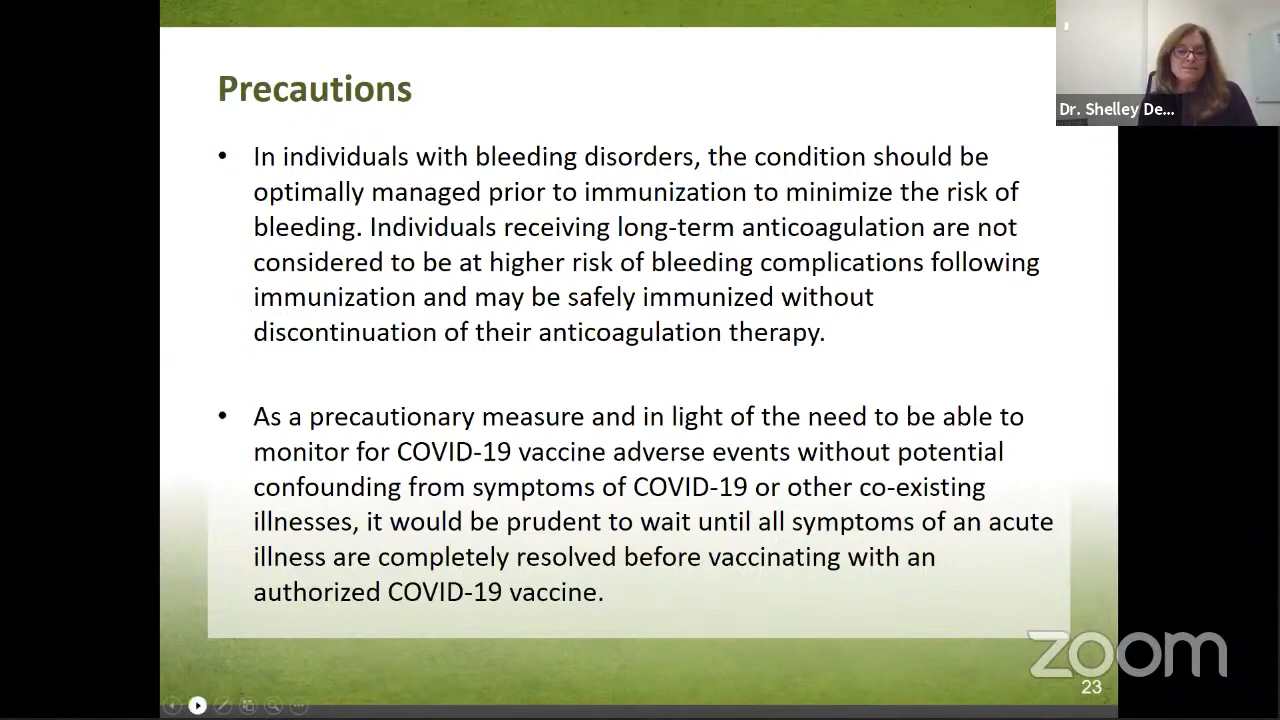 Precautions
• In individuals with bleeding disorders, the condition should be
optimally managed prior to immunization to minimize the risk of
bleeding. Individuals receiving long-term anticoagulation are not
considered to be at higher risk of bleeding complications following
immunization and may be safely immunized without
discontinuation of their anticoagulation therapy.
• As a precautionary measure and in light of the need to be able to
monitor for COVID-19 vaccine adverse events without potential
confounding from symptoms of COVID-19 or other co-existing
illnesses, it would be prudent to wait until all symptoms of an acute
illness are completely resolved before vaccinating with an
authorized COVID-19 vaccine.
Dr. Shelley De...
zoom
23